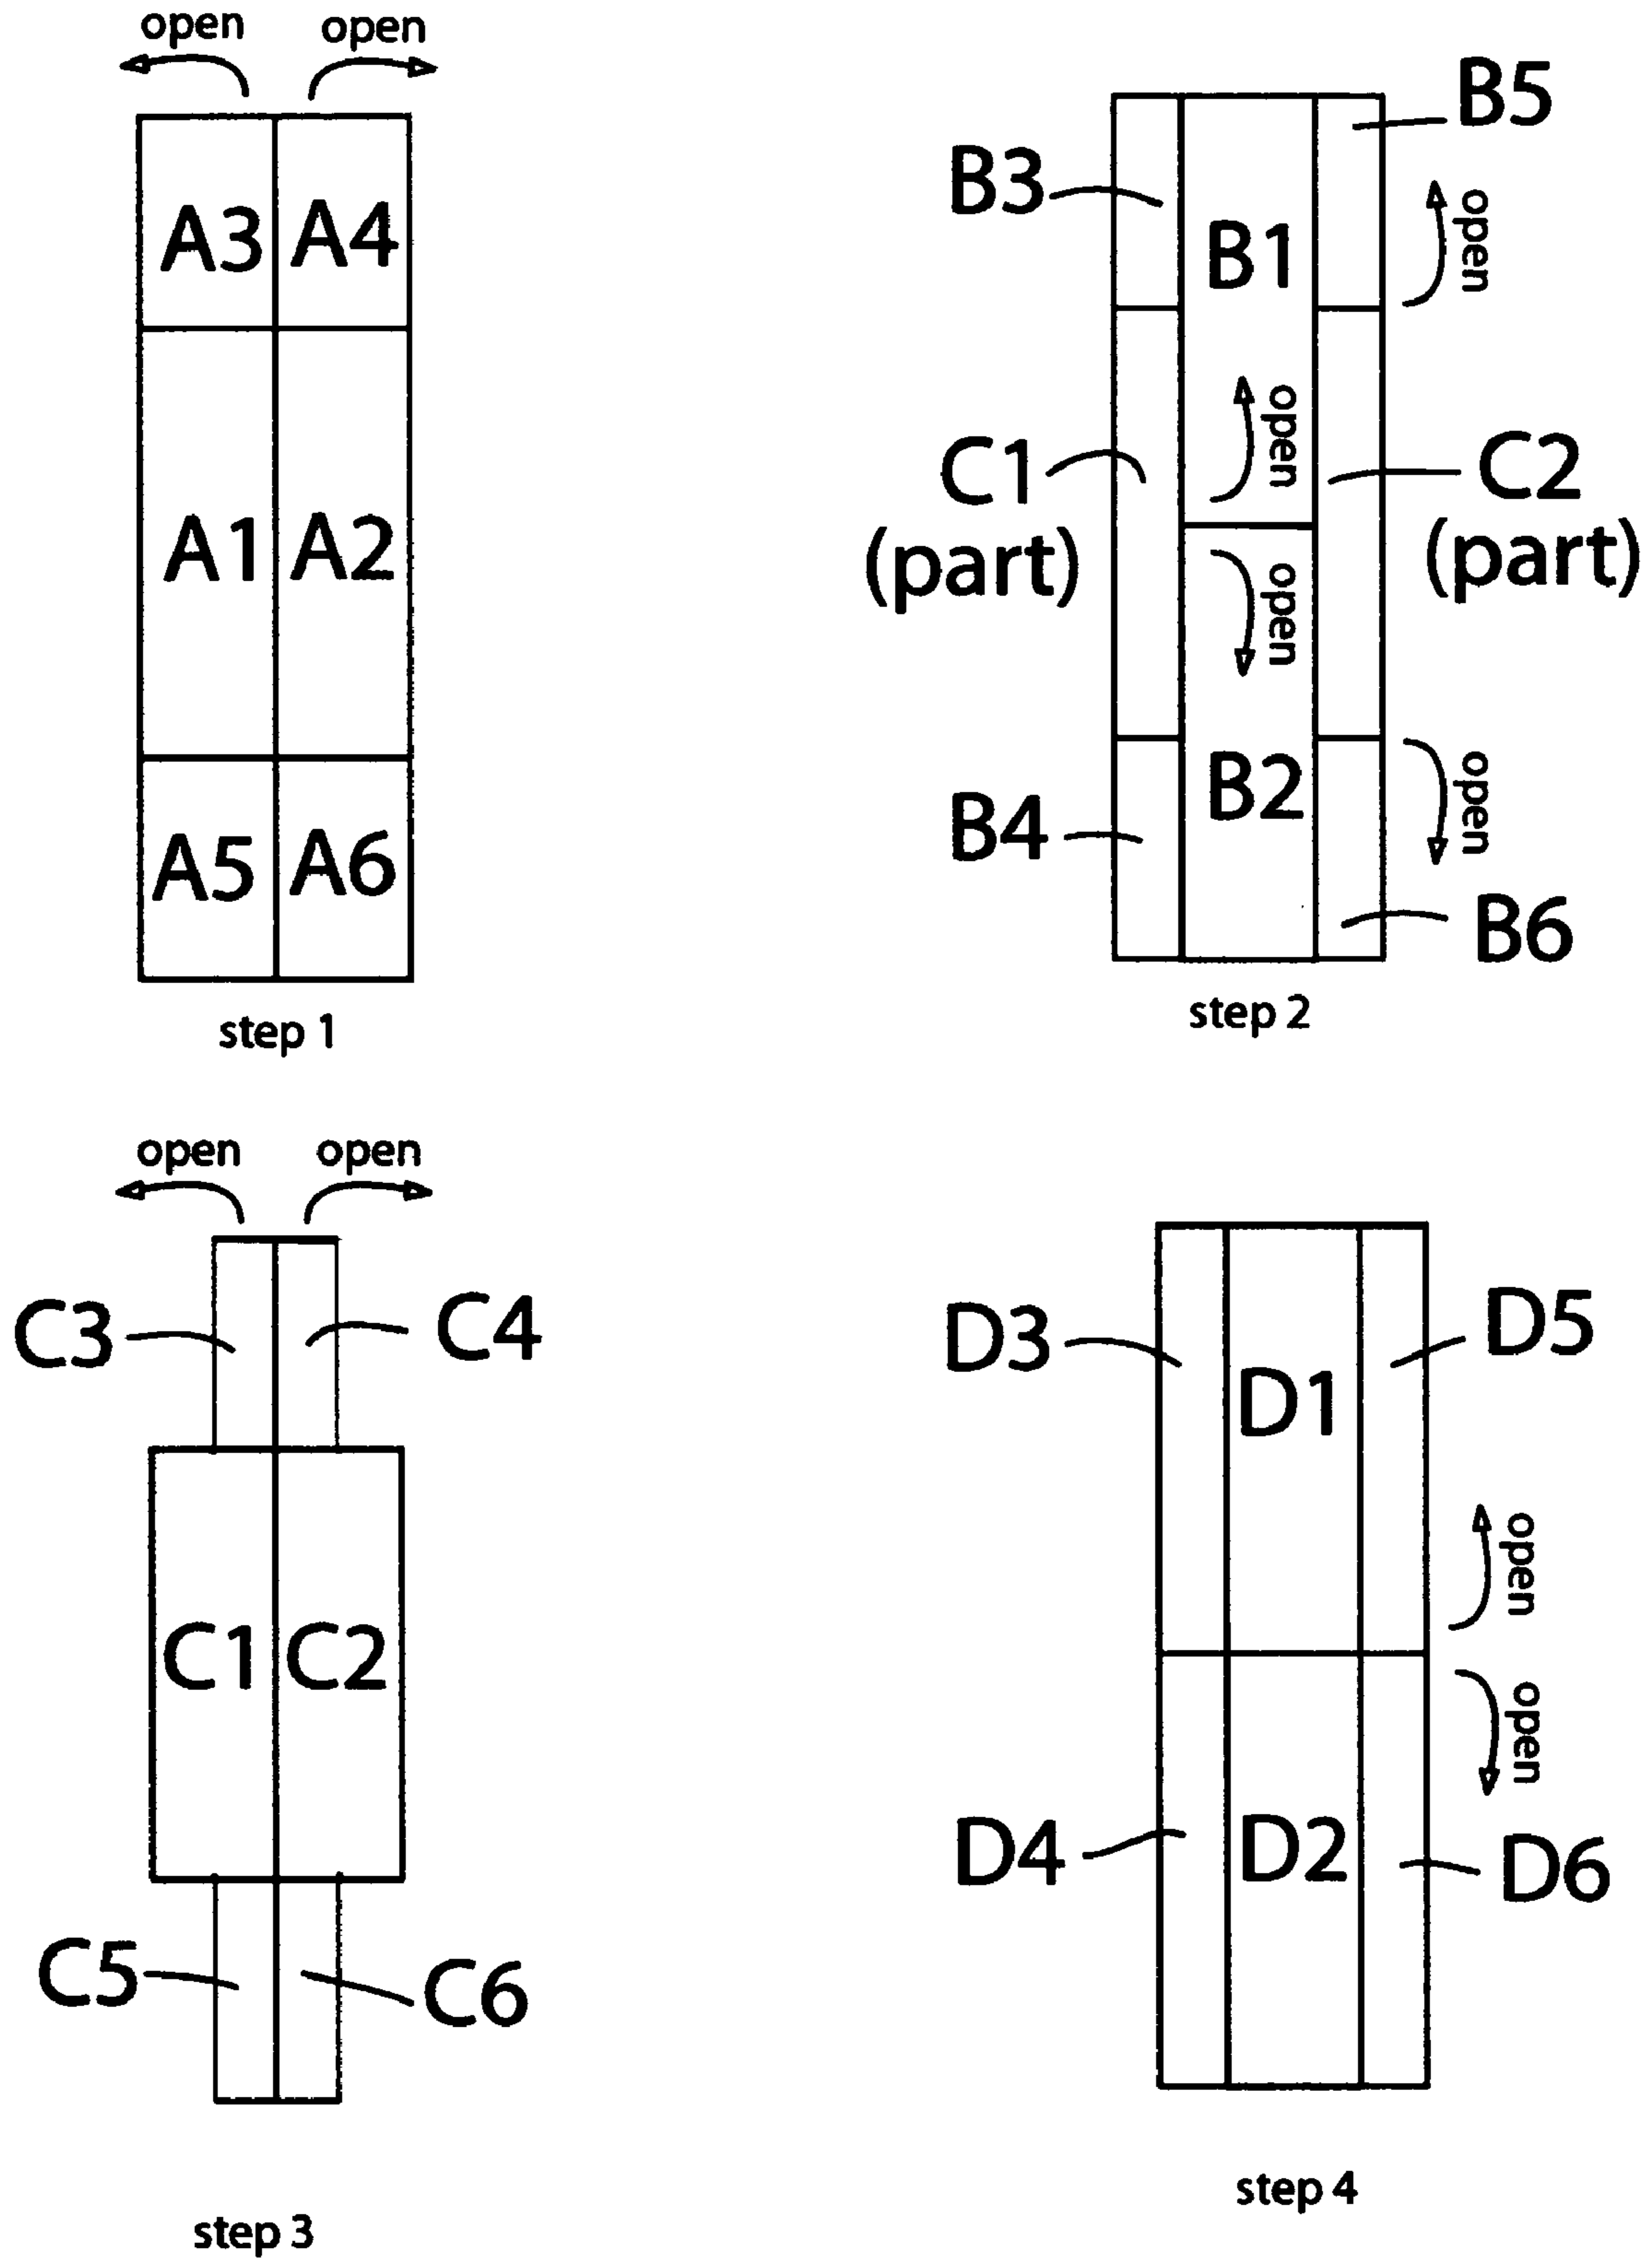 open open
A3 A4
A1 A2
A5 A6
step 1
B5
B3
open
B1
open
C1 C2
(part) (part)
open
open
B2
B4
B6
step 2
open open
C3 C4
C1 C2
C5 C6
step 3
D5
D3
D1
open
open
D4 D2 D6
step 4